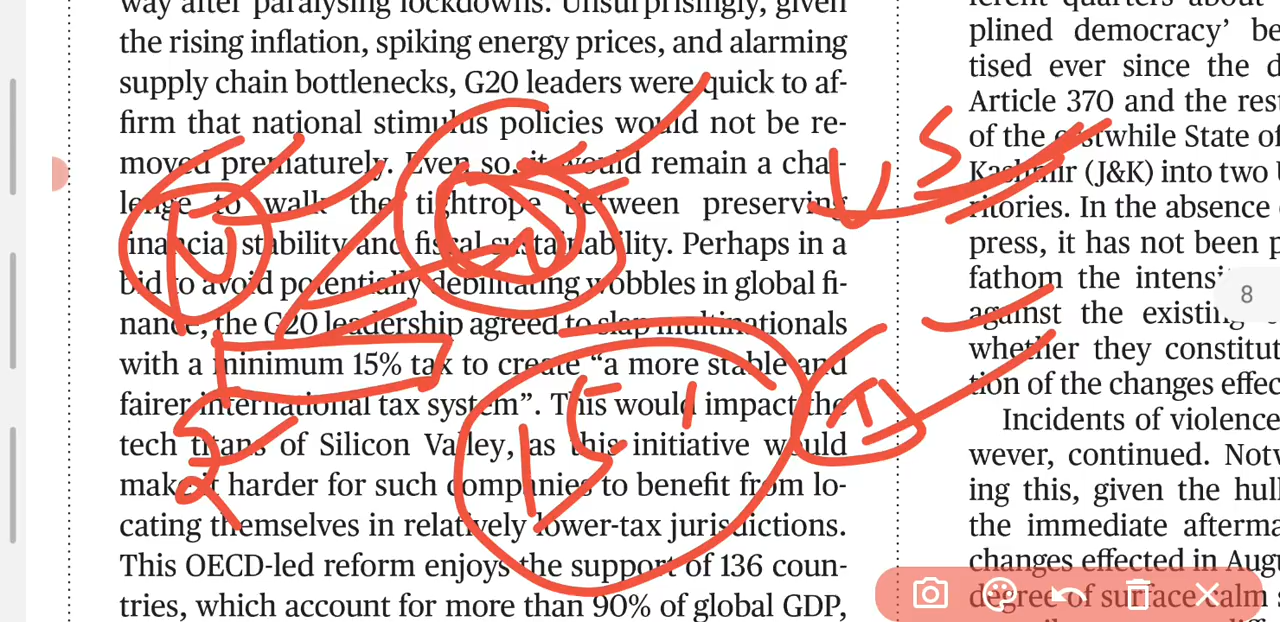 way after paralysing lockdowns. Unsurprisingly, given
the rising inflation, spiking energy prices, and alarming
supply chain bottlenecks, G20 leaders were quick to af-
firm that national stimulus policies would not be re-
moved prematurely. Even so, it would remain a chal-
lenge to walk the tightrope between preserving
financial stability and fiscal sustainability. Perhaps in a
bid to avoid potentially debilitating wobbles in global fi-
nance, the G20 leadership agreed to slap multinationals
with a minimum 15% tax to create “a more stable and
fairer international tax system”. This would impact the
tech titans of Silicon Valley, as this initiative would
make it harder for such companies to benefit from lo-
cating themselves in relatively lower-tax jurisdictions.
This OECD-led reform enjoys the support of 136 coun-
tries, which account for more than 90% of global GDP,
US
15
ferent quarters about
plined democracy’ be
tised ever since the d
Article 370 and the res
of the erstwhile State o
Kashmir (J&K) into two
ritories. In the absence
press, it has not been p
fathom the intensi
against the existing
whether they constitut
tion of the changes effec
Incidents of violence
wever, continued. Notw
ing this, given the hull
the immediate afterma
changes effected in Augu
degree of surface calm s
8